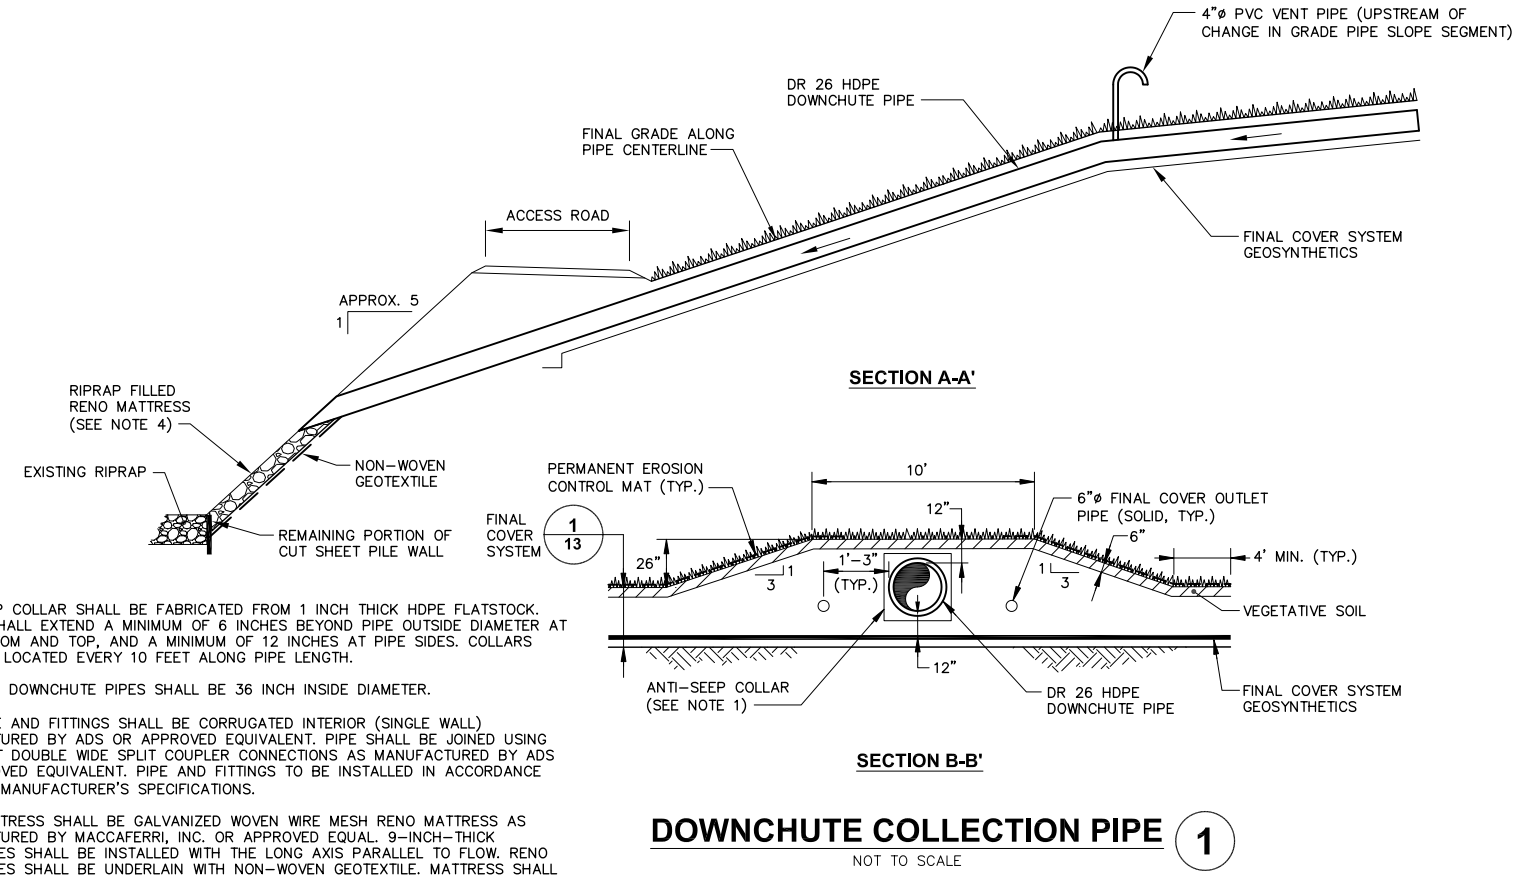 4"ø PVC VENT PIPE (UPSTREAM OF
CHANGE IN GRADE PIPE SLOPE SEGMENT)
DR 26 HDPE
DOWNCHUTE PIPE
FINAL GRADE ALONG
PIPE CENTERLINE
ACCESS ROAD
FINAL COVER SYSTEM
GEOSYNTHETICS
APPROX. 5
1
SECTION A-A'
RIPRAP FILLED
RENO MATTRESS
(SEE NOTE 4)
EXISTING RIPRAP
NON-WOVEN
GEOTEXTILE
REMAINING PORTION OF
CUT SHEET PILE WALL
PERMANENT EROSION
CONTROL MAT (TYP.)
10'
6"ø FINAL COVER OUTLET
PIPE (SOLID, TYP.)
FINAL
COVER
SYSTEM
1
13
12"
6"
26"
1'-3"
(TYP.)
4' MIN. (TYP.)
1
3
1
3
VEGETATIVE SOIL
12"
ANTI-SEEP COLLAR
(SEE NOTE 1)
DR 26 HDPE
DOWNCHUTE PIPE
FINAL COVER SYSTEM
GEOSYNTHETICS
SECTION B-B'
P COLLAR SHALL BE FABRICATED FROM 1 INCH THICK HDPE FLATSTOCK.
HALL EXTEND A MINIMUM OF 6 INCHES BEYOND PIPE OUTSIDE DIAMETER AT
OM AND TOP, AND A MINIMUM OF 12 INCHES AT PIPE SIDES. COLLARS
LOCATED EVERY 10 FEET ALONG PIPE LENGTH.
DOWNCHUTE PIPES SHALL BE 36 INCH INSIDE DIAMETER.
E AND FITTINGS SHALL BE CORRUGATED INTERIOR (SINGLE WALL)
TURED BY ADS OR APPROVED EQUIVALENT. PIPE SHALL BE JOINED USING
T DOUBLE WIDE SPLIT COUPLER CONNECTIONS AS MANUFACTURED BY ADS
OVED EQUIVALENT. PIPE AND FITTINGS TO BE INSTALLED IN ACCORDANCE
MANUFACTURER'S SPECIFICATIONS.
TTRESS SHALL BE GALVANIZED WOVEN WIRE MESH RENO MATTRESS AS
TURED BY MACCAFERRI, INC. OR APPROVED EQUAL. 9-INCH-THICK
ES SHALL BE INSTALLED WITH THE LONG AXIS PARALLEL TO FLOW. RENO
ES SHALL BE UNDERLAIN WITH NON-WOVEN GEOTEXTILE. MATTRESS SHALL
DOWNCHUTE COLLECTION PIPE
1
NOT TO SCALE